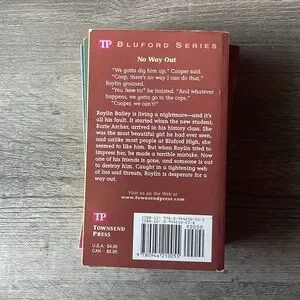 TP BLUFORD SERIES
No Way Out
"We gotta dig him up," Cooper said.
"Coop, there's no way I can do that,"
Roylin groaned.
"You have to!" he insisted. "And whatever
happens, we gotta go to the cops."
"Cooper, we can't!"
Roylin Bailey is living a nightmare—and it's
all his fault. It started when the new student,
Korie Archer, arrived in his history class. She
was the most beautiful girl he had ever seen,
and unlike most people at Bluford High, she
seemed to like him. But when Roylin tried to
impress her, he made a terrible mistake. Now
one of his friends is gone, and someone is out
to destroy him. Caught in a tightening web
of lies and threats, Roylin is desperate for a
way out.
Visit us on the Web at
www.townsendpress.com
TP
TOWNSEND
PRESS
U.S.A. $4.95
CAN $5.95
90000
9780944210055